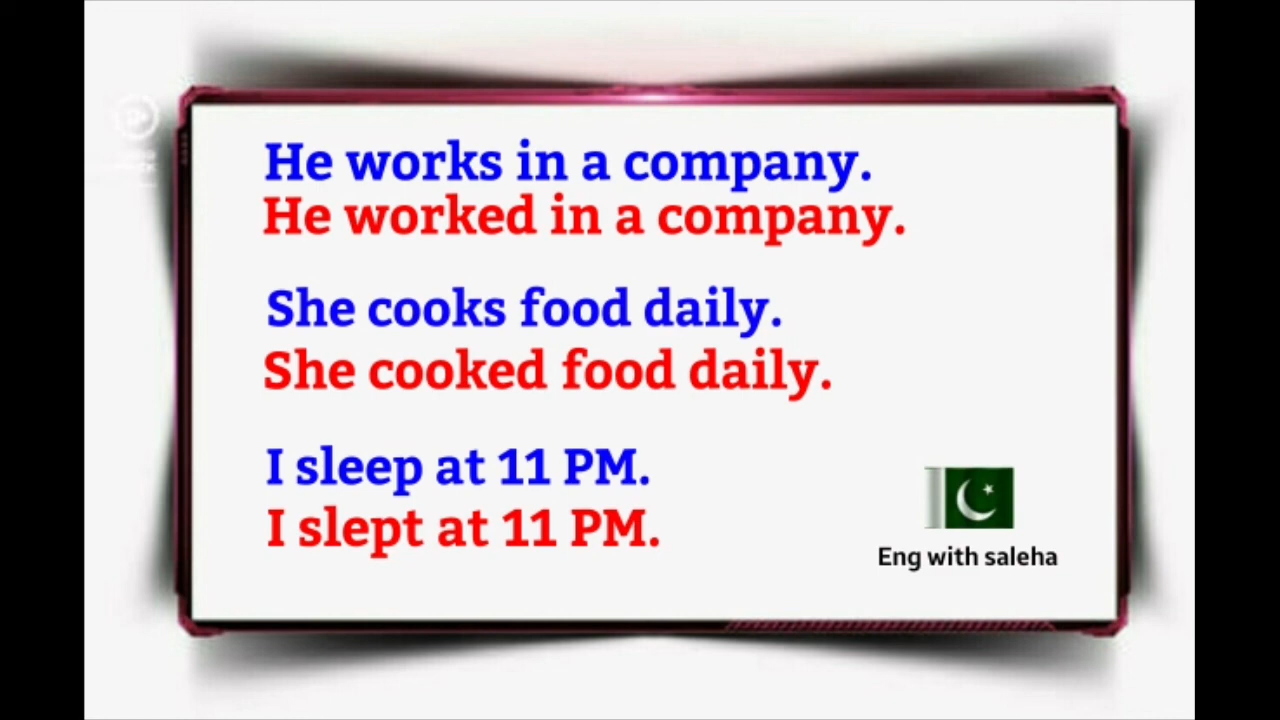 He works in a company.
He worked in a company.
She cooks food daily.
She cooked food daily.
I sleep at 11 PM.
I slept at 11 PM.
Eng with saleha